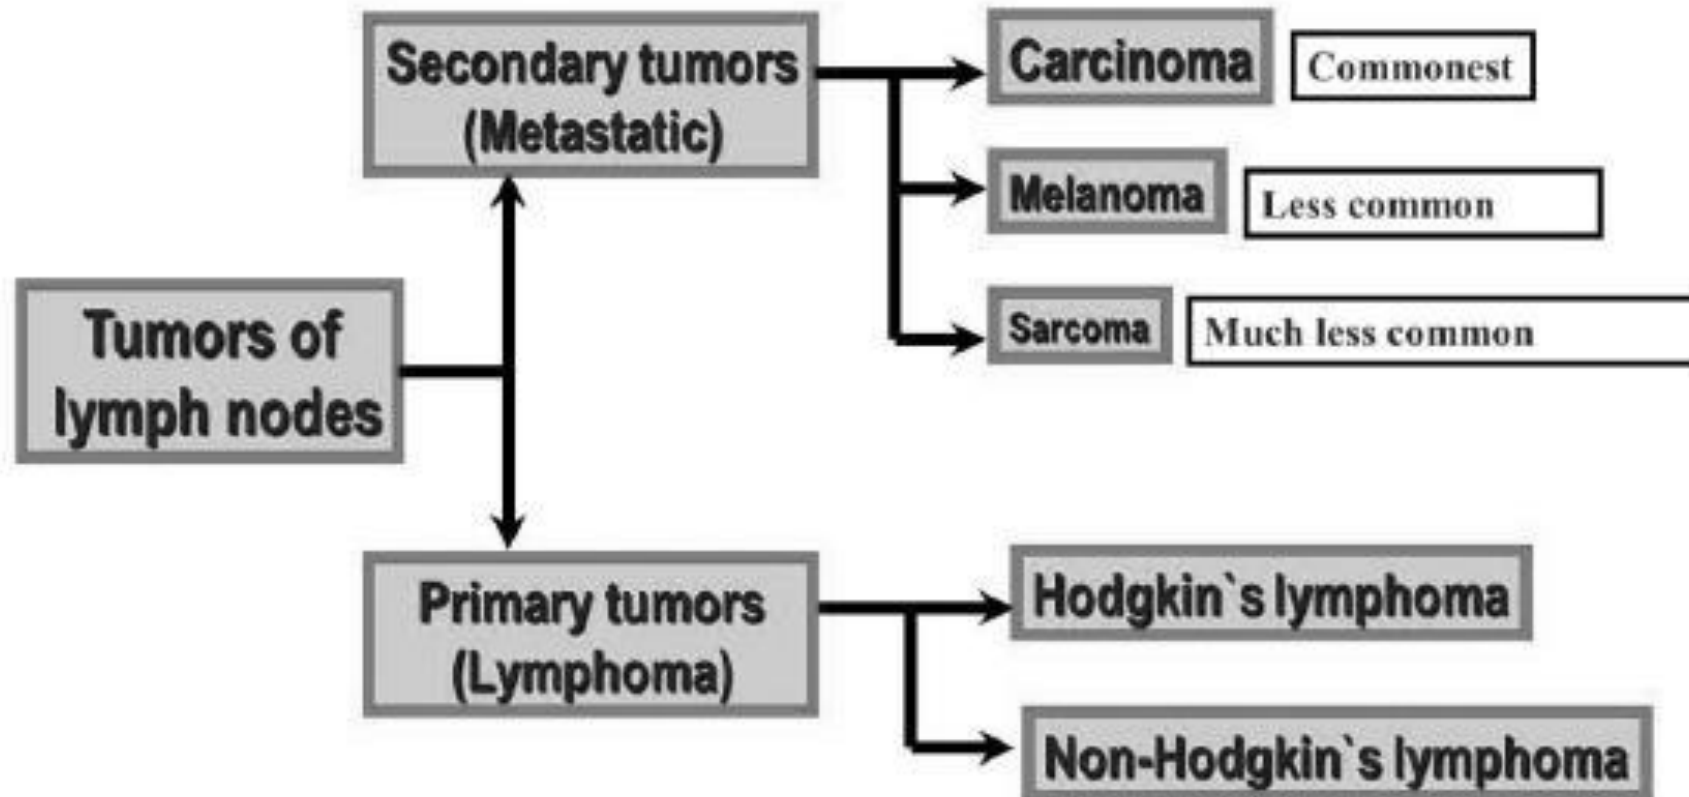 Secondary tumors
(Metastatic)
Carcinoma
Commonest
Melanoma
Less common
Sarcoma
Much less common
Tumors of
lymph nodes
Primary tumors
(Lymphoma)
Hodgkin`s lymphoma
Non-Hodgkin`s lymphoma